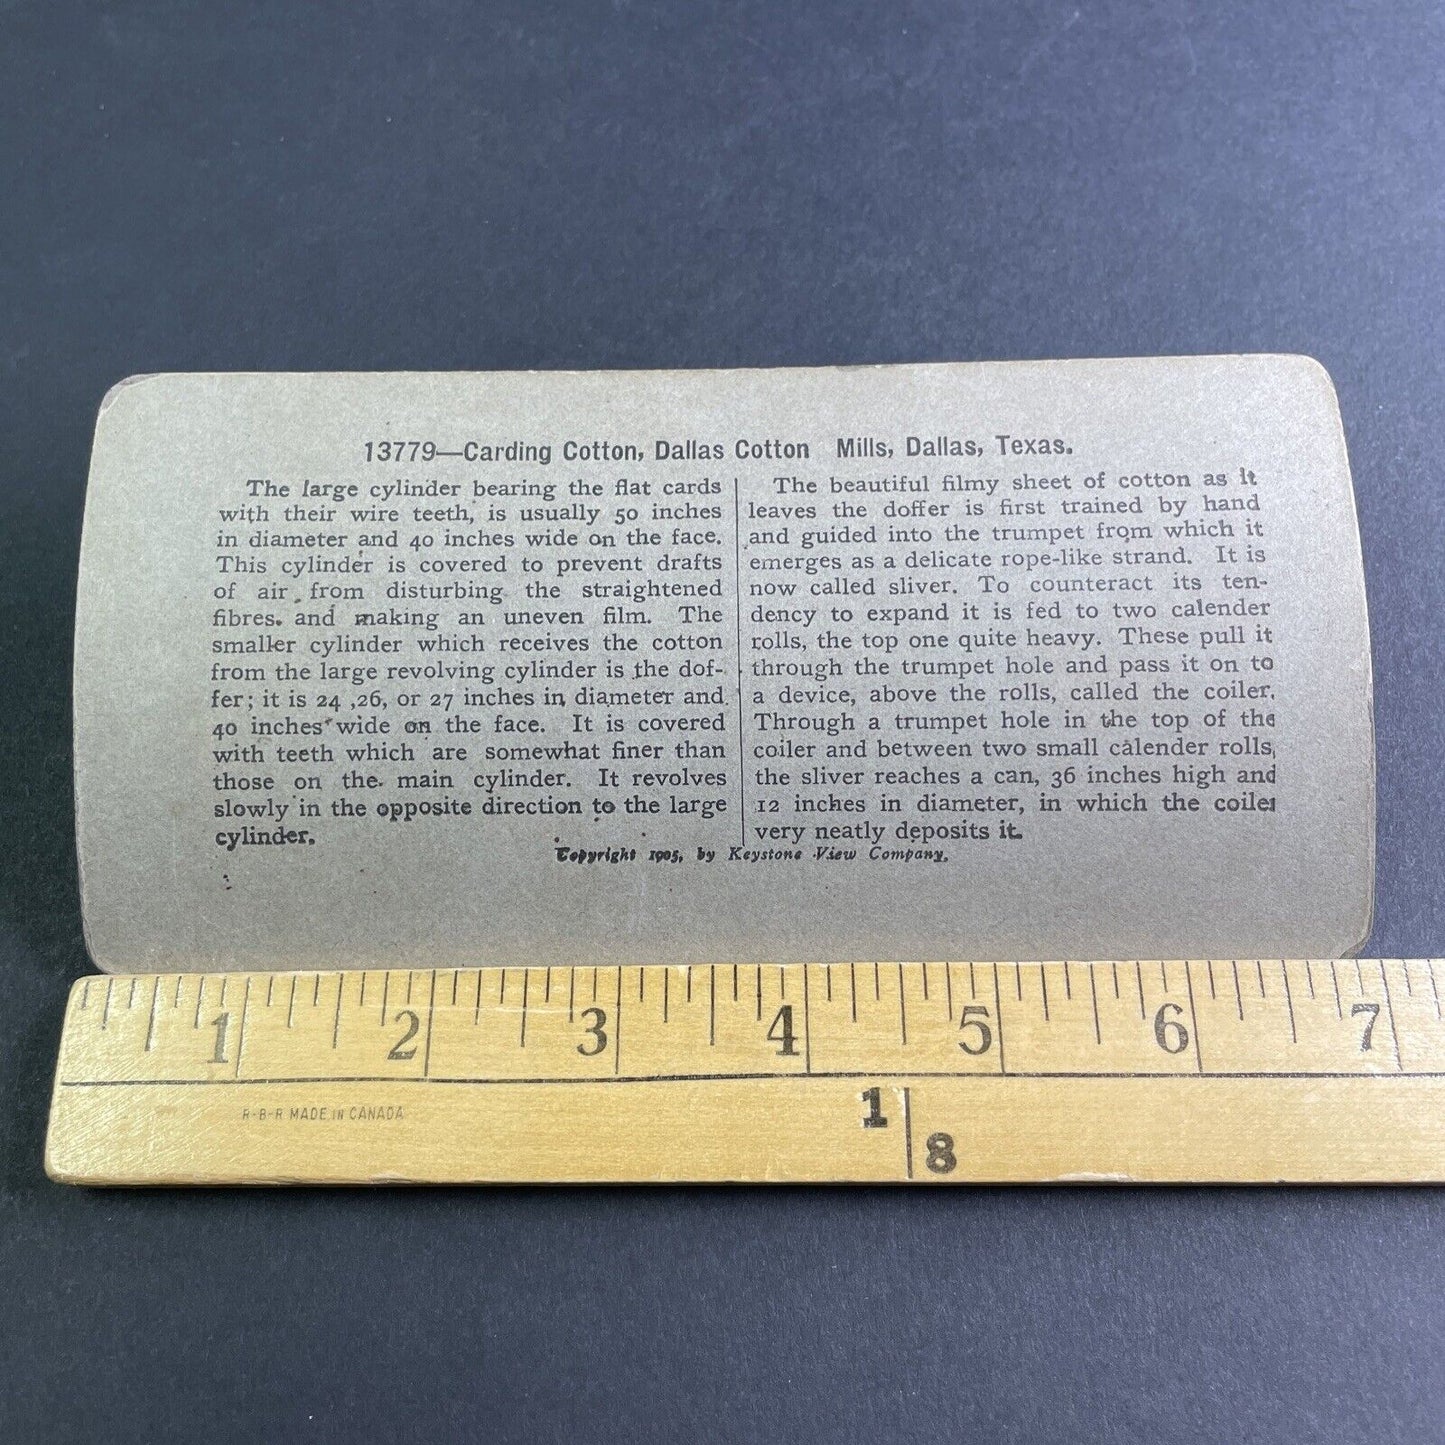 13779—Carding Cotton, Dallas Cotton Mills, Dallas, Texas.
The large cylinder bearing the flat cards
with their wire teeth, is usually 50 inches
in diameter and 40 inches wide on the face.
This cylinder is covered to prevent drafts
of air from disturbing the straightened
fibres. and making an uneven film. The
smaller cylinder which receives the cotton
from the large revolving cylinder is the dof-
fer; it is 24 ,26, or 27 inches in diameter and
40 inches wide on the face. It is covered
with teeth which are somewhat finer than
those on the main cylinder. It revolves
slowly in the opposite direction to the large
cylinder.
The beautiful filmy sheet of cotton as it
leaves the doffer is first trained by hand
and guided into the trumpet from which it
emerges as a delicate rope-like strand. It is
now called sliver. To counteract its ten-
dency to expand it is fed to two calender
rolls, the top one quite heavy. These pull it
through the trumpet hole and pass it on to
a device, above the rolls, called the coiler.
Through a trumpet hole in the top of the
coiler and between two small calender rolls,
the sliver reaches a can, 36 inches high and
12 inches in diameter, in which the coiler
very neatly deposits it.
Copyright 1905, by Keystone View Company.
1 2 3 4 5 6 7
R-B-R MADE IN CANADA
1
8